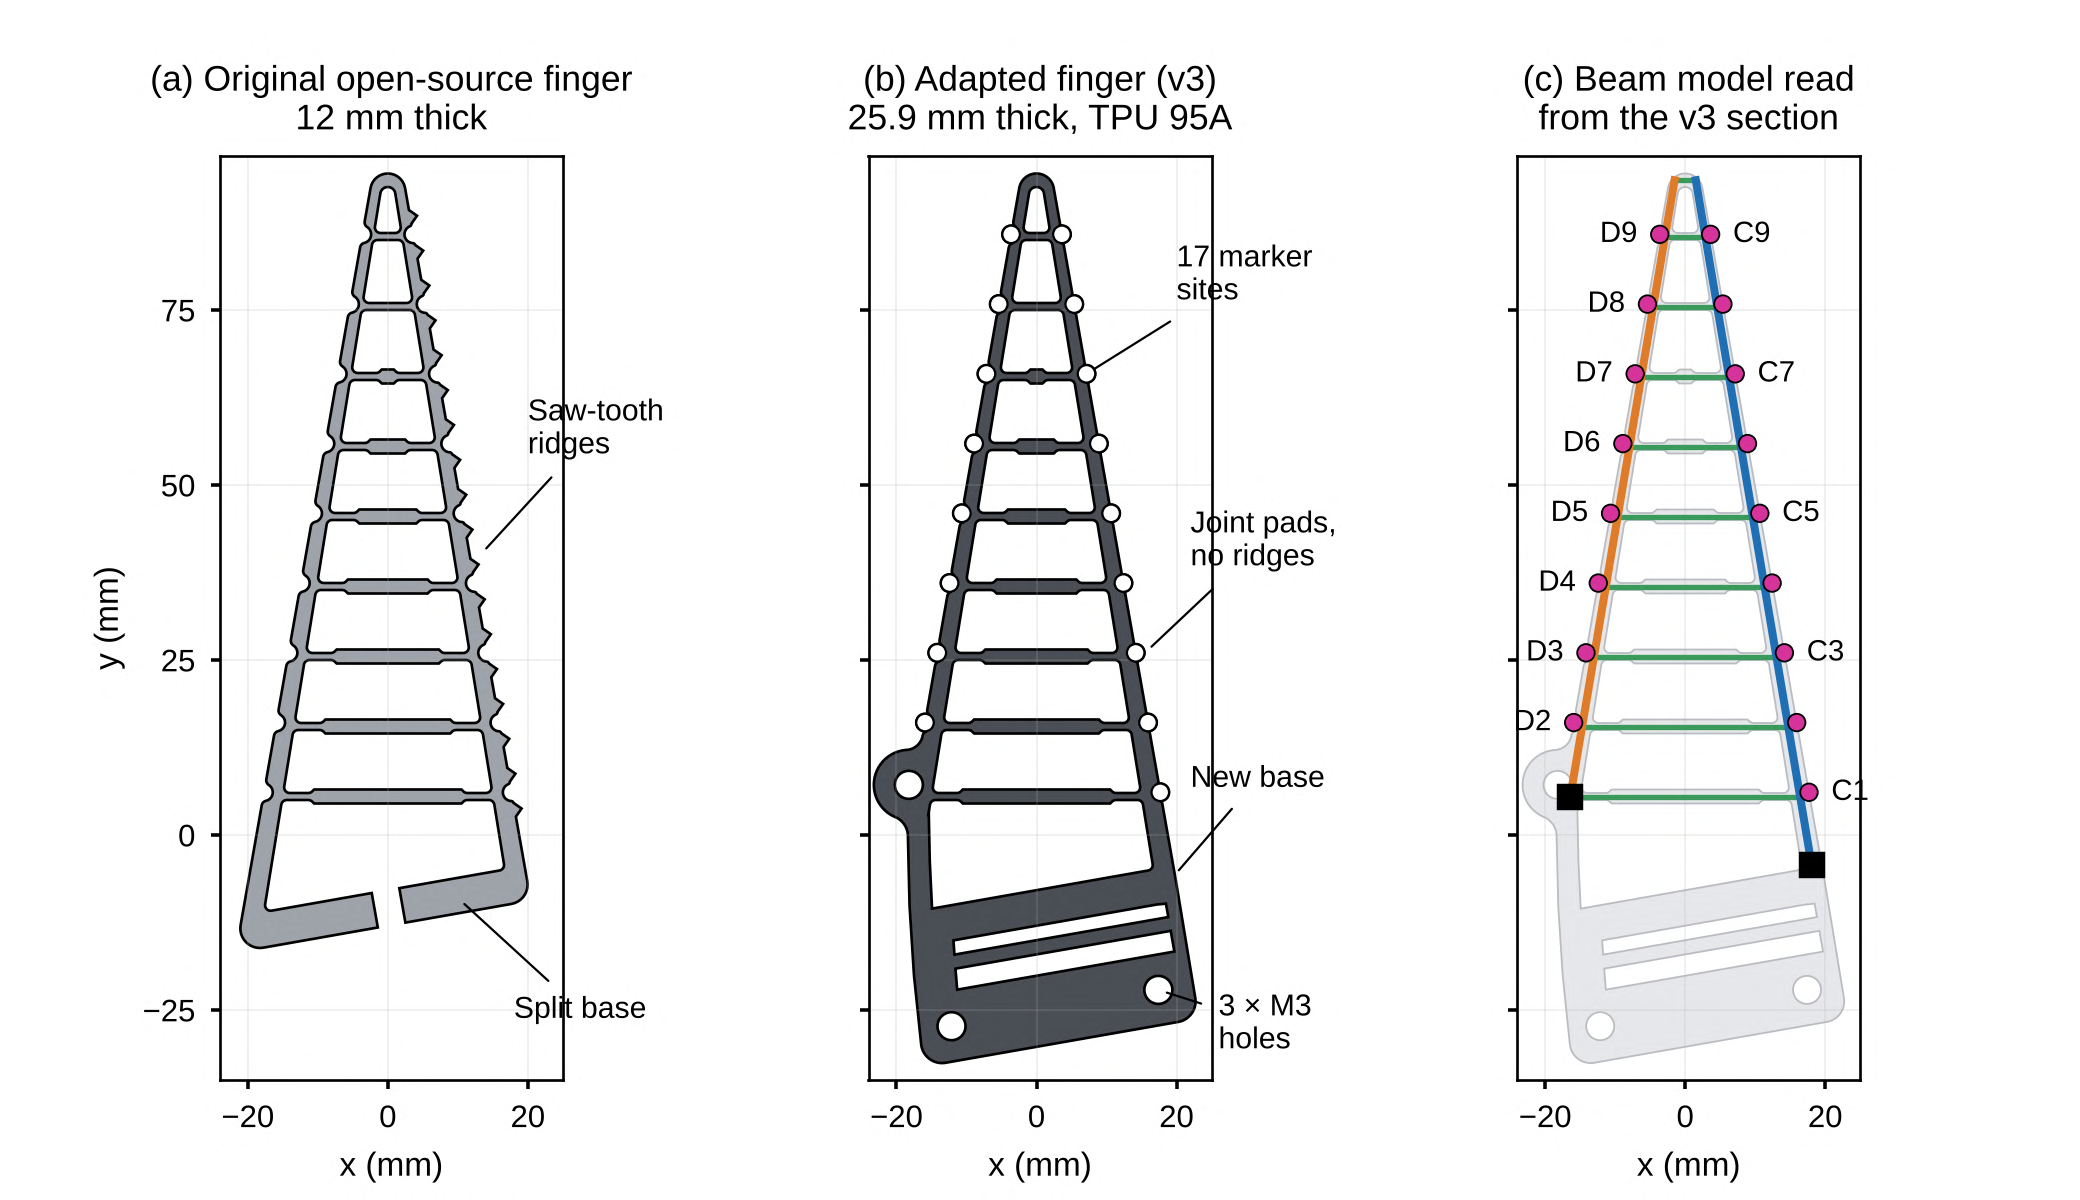 (a) Original open-source finger
12 mm thick
75
50
25
0
−25
y (mm)
−20
0
20
x (mm)
Saw-tooth
ridges
Split base
(b) Adapted finger (v3)
25.9 mm thick, TPU 95A
17 marker
sites
Joint pads,
no ridges
New base
3 × M3
holes
−20
0
20
x (mm)
(c) Beam model read
from the v3 section
D9
C9
D8
D7
C7
D6
D5
C5
D4
D3
C3
D2
C1
−20
0
20
x (mm)